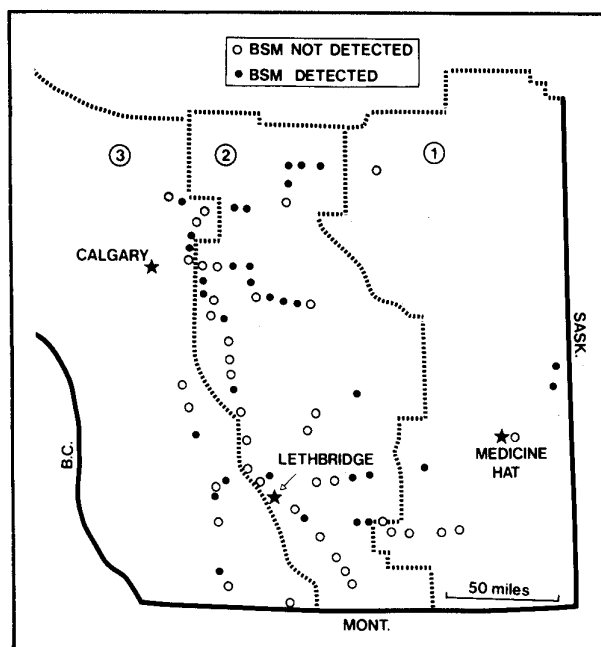 ○ BSM NOT DETECTED
● BSM DETECTED
③
②
①
CALGARY
SASK.
B.C.
LETHBRIDGE
MEDICINE
HAT
50 miles
MONT.